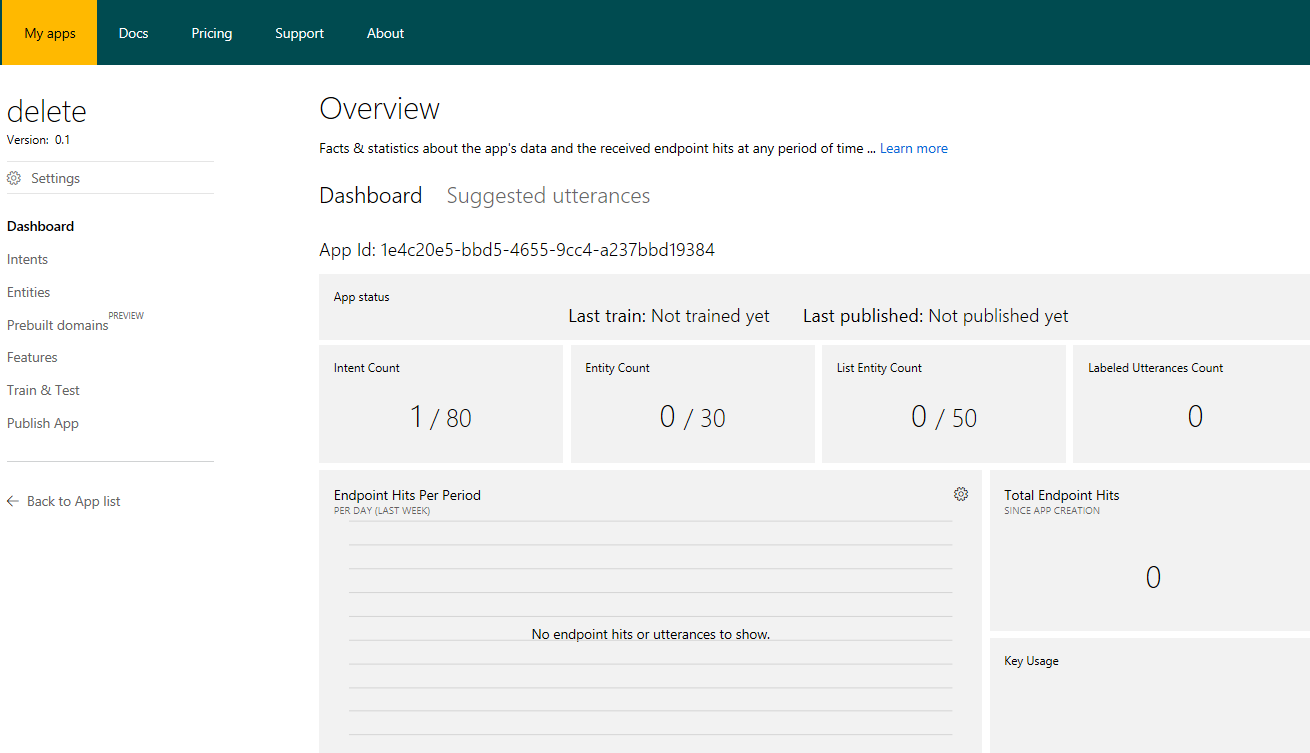 My apps Docs Pricing Support About
delete
Version: 0.1
Settings
Dashboard
Intents
Entities
Prebuilt domains PREVIEW
Features
Train & Test
Publish App
Back to App list
Overview
Facts & statistics about the app's data and the received endpoint hits at any period of time ... Learn more
Dashboard Suggested utterances
App Id: 1e4c20e5-bbd5-4655-9cc4-a237bbd19384
App status
Last train: Not trained yet Last published: Not published yet
Intent Count Entity Count List Entity Count Labeled Utterances Count
1 / 80 0 / 30 0 / 50 0
Endpoint Hits Per Period
PER DAY (LAST WEEK)
No endpoint hits or utterances to show.
Total Endpoint Hits
SINCE APP CREATION
0
Key Usage